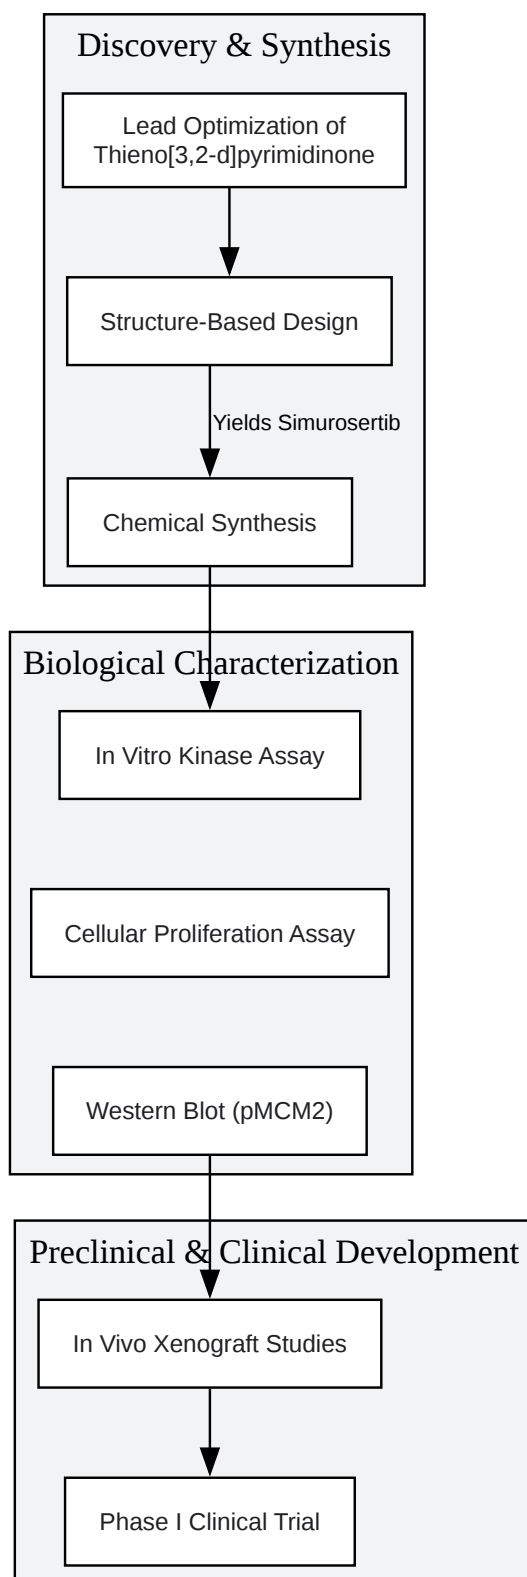 Discovery & Synthesis
Lead Optimization of
Thieno[3,2-d]pyrimidinone
Structure-Based Design
Yields Simurosertib
Chemical Synthesis
Biological Characterization
In Vitro Kinase Assay
Cellular Proliferation Assay
Western Blot (pMCM2)
Preclinical & Clinical Development
In Vivo Xenograft Studies
Phase I Clinical Trial